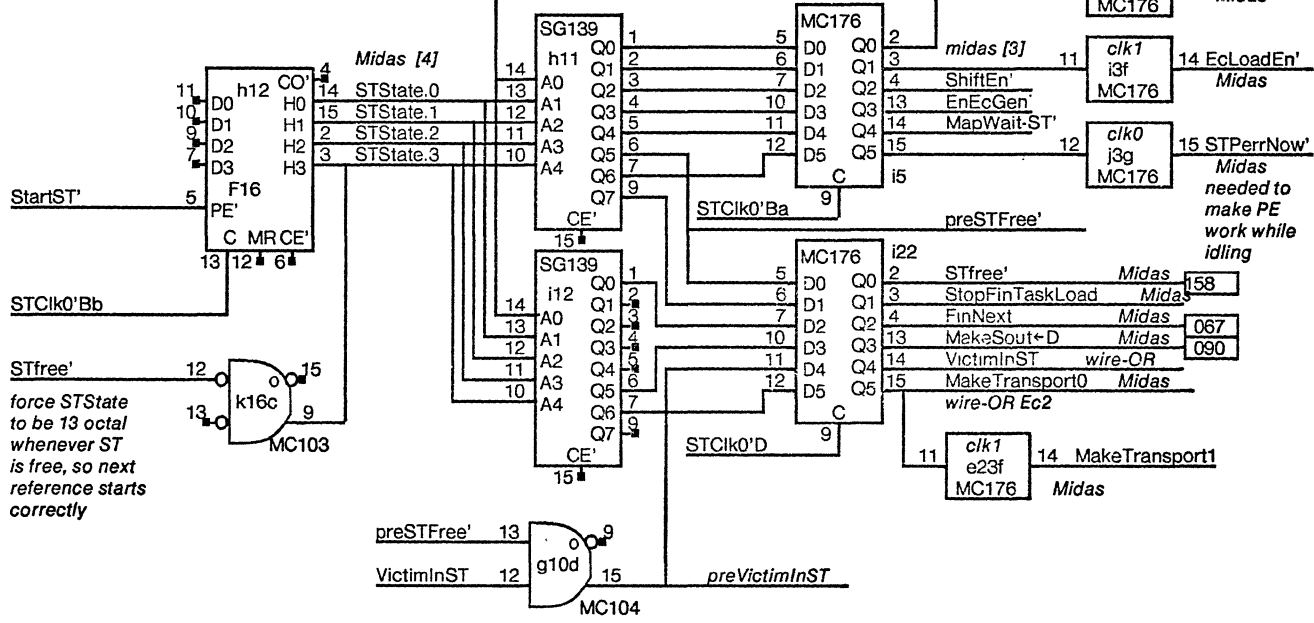 MC176
Midas
SG139
h11
MC176
Q0 1 5 D0 Q0 2
Midas [4]
14 A0 Q1 2 6 D1 Q1 3 midas [3] 11 clk1 i3f MC176 14 EcLoadEn'
Midas
h12 CO' 4
11 D0 H0 14 STState.0 13 A1 Q2 3 7 D2 Q2 4 ShiftEn'
10 D1 H1 15 STState.1 12 A2 Q3 4 10 D3 Q3 13 EnEcGen
9 D2 H2 2 STState.2 11 A3 Q4 5 11 D4 Q4 14 MapWait-ST'
7 D3 H3 3 STState.3 10 A4 Q5 6 12 D5 Q5 15 12 clk0 j3g MC176 15 STPerrNow'
Q6 7
Q7 9
C
i5
9
STClk0'Ba
Midas
needed to
make PE
work while
idling
F16
StartST' 5 PE'
C MR CE'
13 12 6
CE'
15
preSTFree'
STClk0'Bb
SG139
i12
MC176
i22
Q0 1 5 D0 Q0 2 STfree' Midas 158
Q1 2 6 D1 Q1 3 StopFinTaskLoad Midas
14 A0 Q2 3 7 D2 Q2 4 FinNext Midas 067
13 A1 Q3 4 10 D3 Q3 13 MakeSout←D Midas 090
12 A2 Q4 5 11 D4 Q4 14 VictimInST wire-OR
11 A3 Q5 6 12 D5 Q5 15 MakeTransport0 Midas
10 A4 Q6 7
Q7 9
wire-OR Ec2
C
9
STClk0'D
CE'
15
STfree' 12 o 15
k16c
13 9
MC103
force STState
to be 13 octal
whenever ST
is free, so next
reference starts
correctly
11 clk1 e23f MC176 14 MakeTransport1
Midas
preSTFree' 13 o 9
g10d
VictimInST 12 15 preVictimInST
MC104